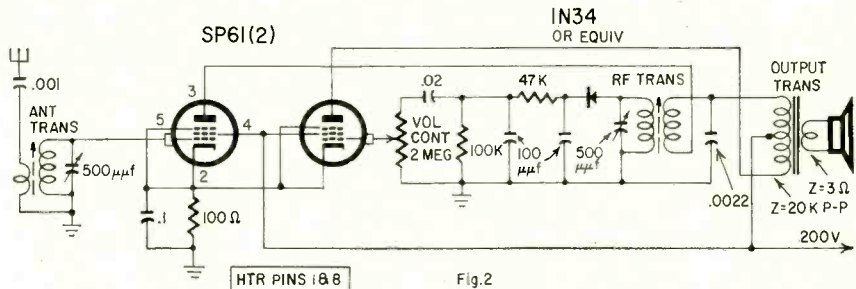 SP61(2)
1N34
OR EQUIV
.001
ANT
TRANS
500μμf
5
3
4
2
.1
100Ω
.02
VOL
CONT
2 MEG
100K
47K
100
μμf
500
μμf
RF TRANS
.0022
OUTPUT
TRANS
Z=3Ω
Z=20K P-P
200V
HTR PINS 1&8
Fig.2